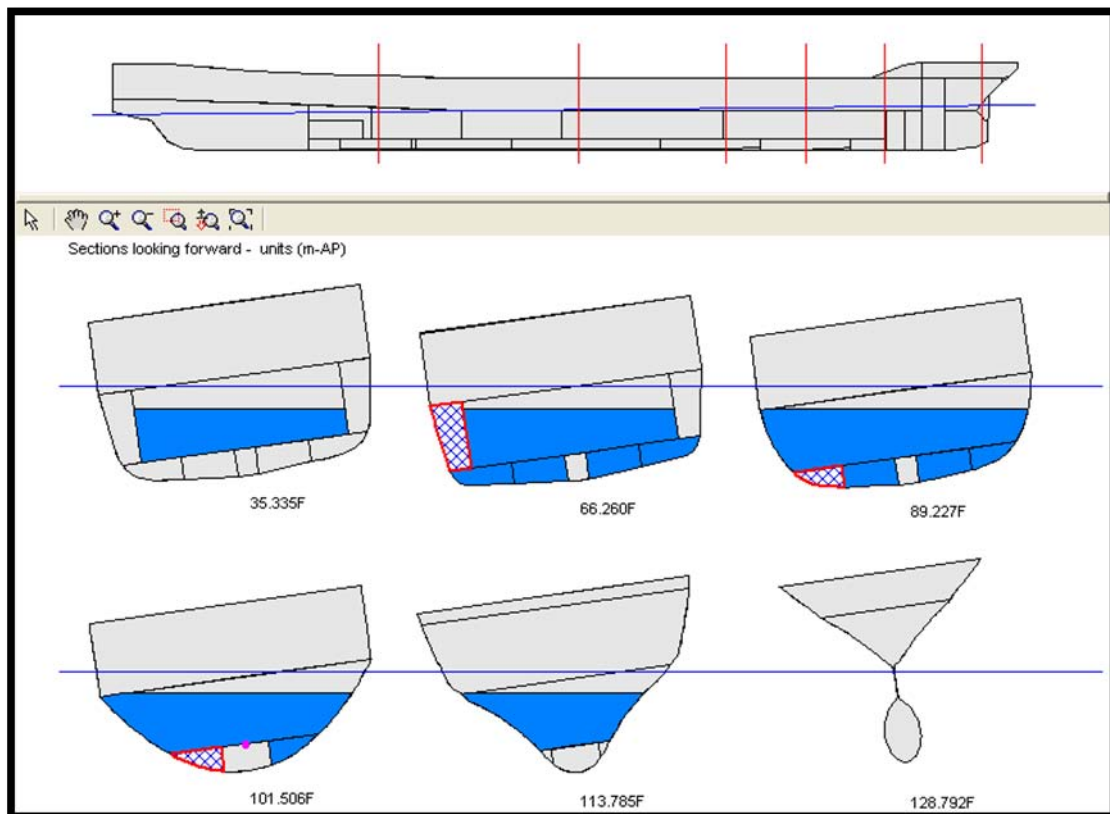 Sections looking forward - units (m-AP)
35.335F
66.260F
89.227F
101.506F
113.785F
128.792F